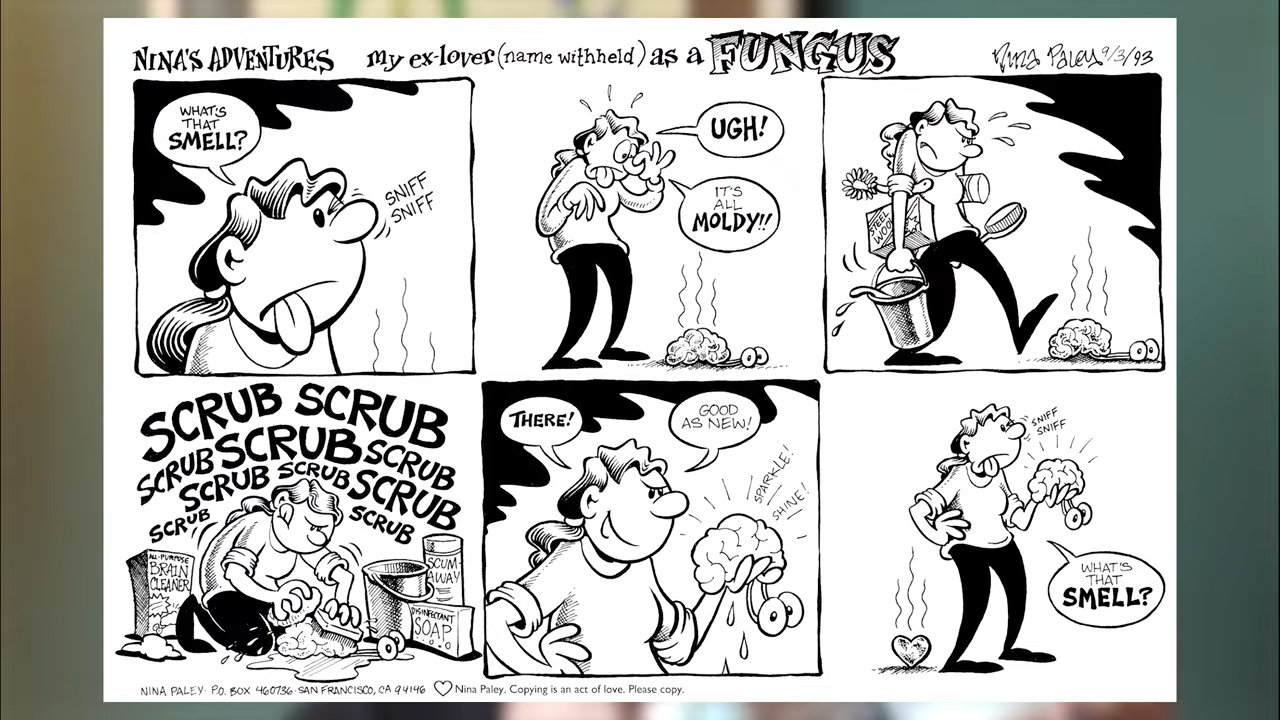 NINA'S ADVENTURES my ex-lover (name withheld) as a FUNGUS Nina Paley 9/3/93
WHAT'S
THAT
SMELL?
SNIFF
SNIFF
UGH!
IT'S
ALL
MOLDY!!
STEEL
WOOL
SCRUB SCRUB
SCRUB SCRUB SCRUB
SCRUB SCRUB SCRUB
SCRUB SCRUB
ALL-PURPOSE
BRAIN
CLEANER
SCUM
AWAY
DISINFECTANT
SOAP
THERE!
GOOD
AS NEW!
SPARKLE!
SHINE!
SNIFF
SNIFF
WHAT'S
THAT
SMELL?
NINA PALEY · P.O. BOX 460736 · SAN FRANCISCO, CA 94146 Nina Paley. Copying is an act of love. Please copy.